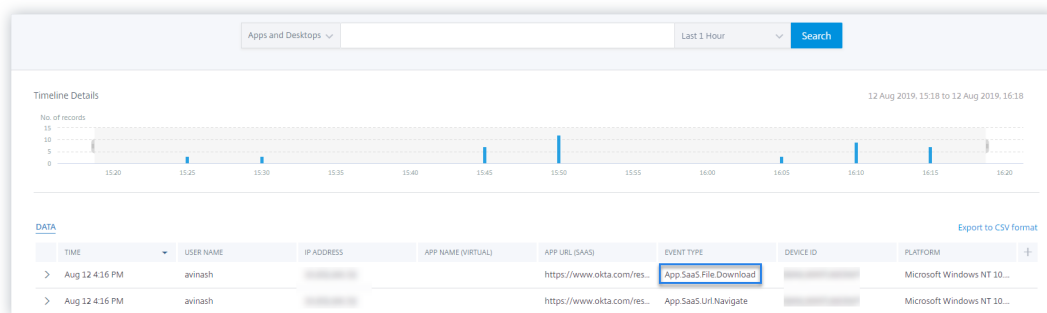 Apps and Desktops Last 1 Hour Search
Timeline Details 12 Aug 2019, 15:18 to 12 Aug 2019, 16:18
No. of records
15
10
5
0
15:20 15:25 15:30 15:35 15:40 15:45 15:50 15:55 16:00 16:05 16:10 16:15 16:20
DATA Export to CSV format
TIME USER NAME IP ADDRESS APP NAME (VIRTUAL) APP URL (SAAS) EVENT TYPE DEVICE ID PLATFORM +
Aug 12 4:16 PM avinash https://www.okta.com/res... App.SaaS.File.Download Microsoft Windows NT 10....
Aug 12 4:16 PM avinash https://www.okta.com/res... App.SaaS.Url.Navigate Microsoft Windows NT 10....